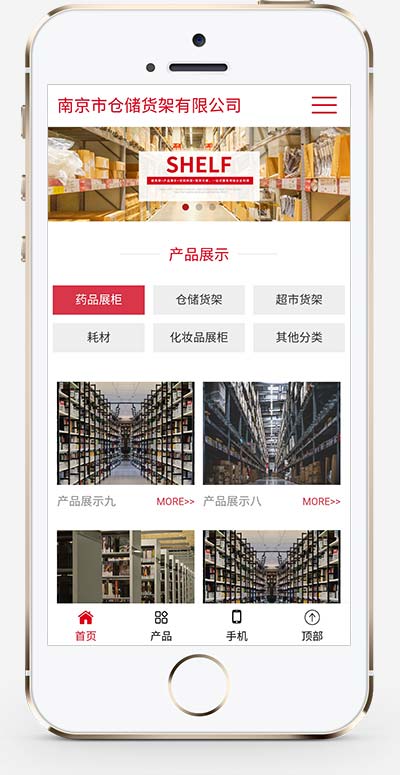 南京市仓储货架有限公司
SHELF
产品展示
药品展柜
仓储货架
超市货架
耗材
化妆品展柜
其他分类
产品展示九
MORE>>
产品展示八
MORE>>
首页
产品
手机
顶部